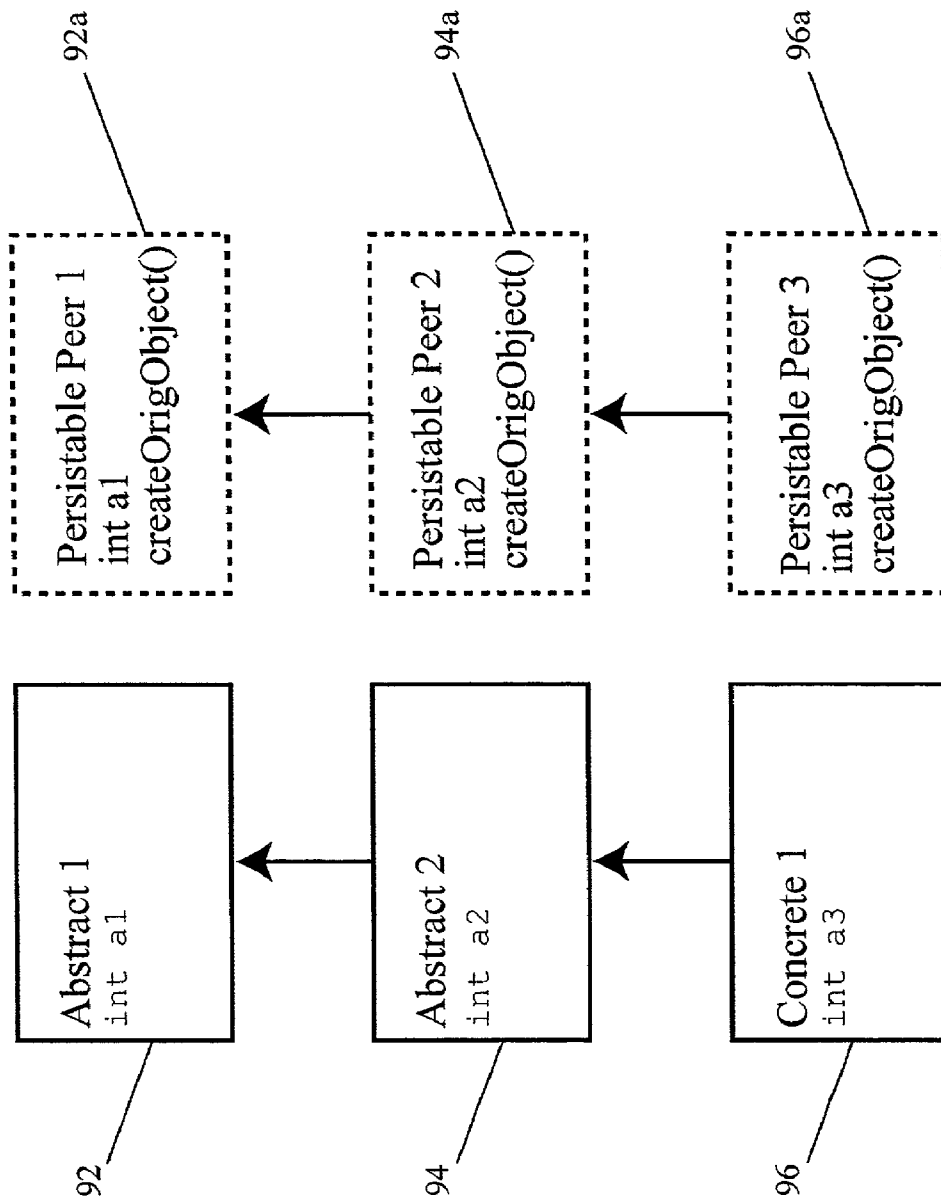 92
Abstract 1
int a1
Persistable Peer 1
int a1
createOrigObject()
92a
94
Abstract 2
int a2
Persistable Peer 2
int a2
createOrigObject()
94a
96
Concrete 1
int a3
Persistable Peer 3
int a3
createOrigObject()
96a